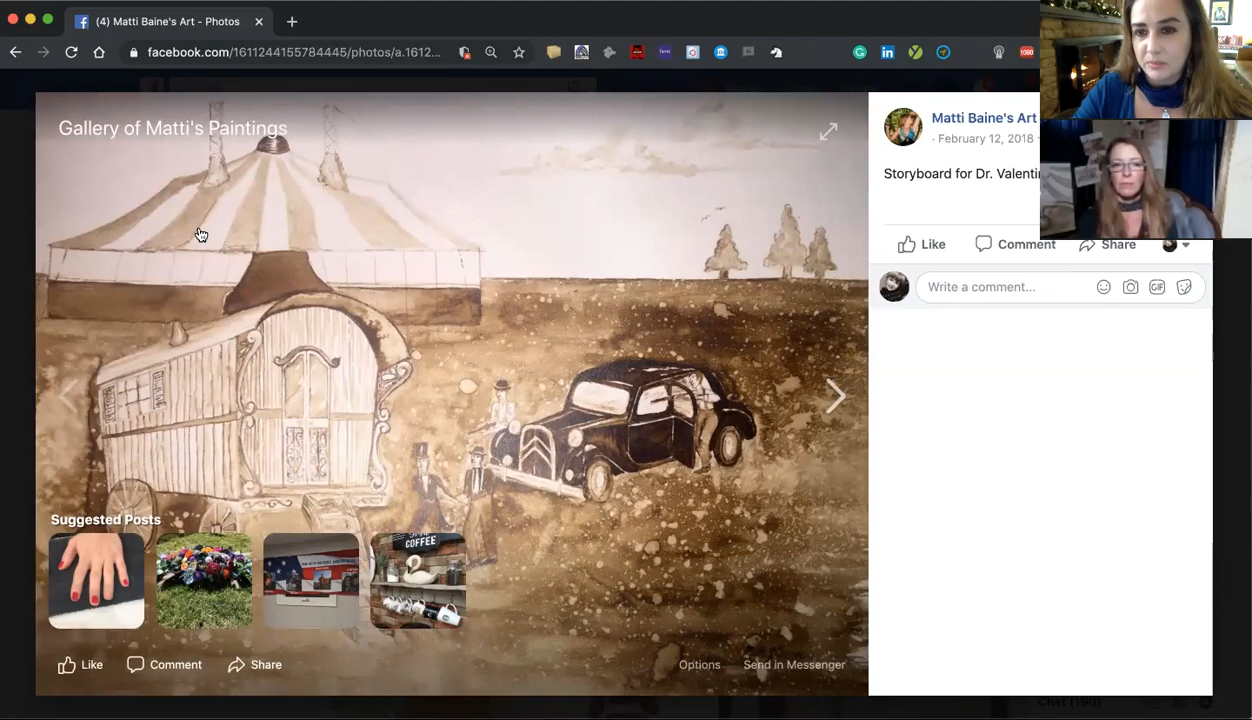 (4) Matti Baine's Art - Photos
facebook.com/1611244155784445/photos/a.1612...
Gallery of Matti's Paintings
Matti Baine's Art
· February 12, 2018 ·
Storyboard for Dr. Valentin
Like
Comment
Share
Write a comment...
GIF
Suggested Posts
COFFEE
Like
Comment
Share
Options
Send in Messenger